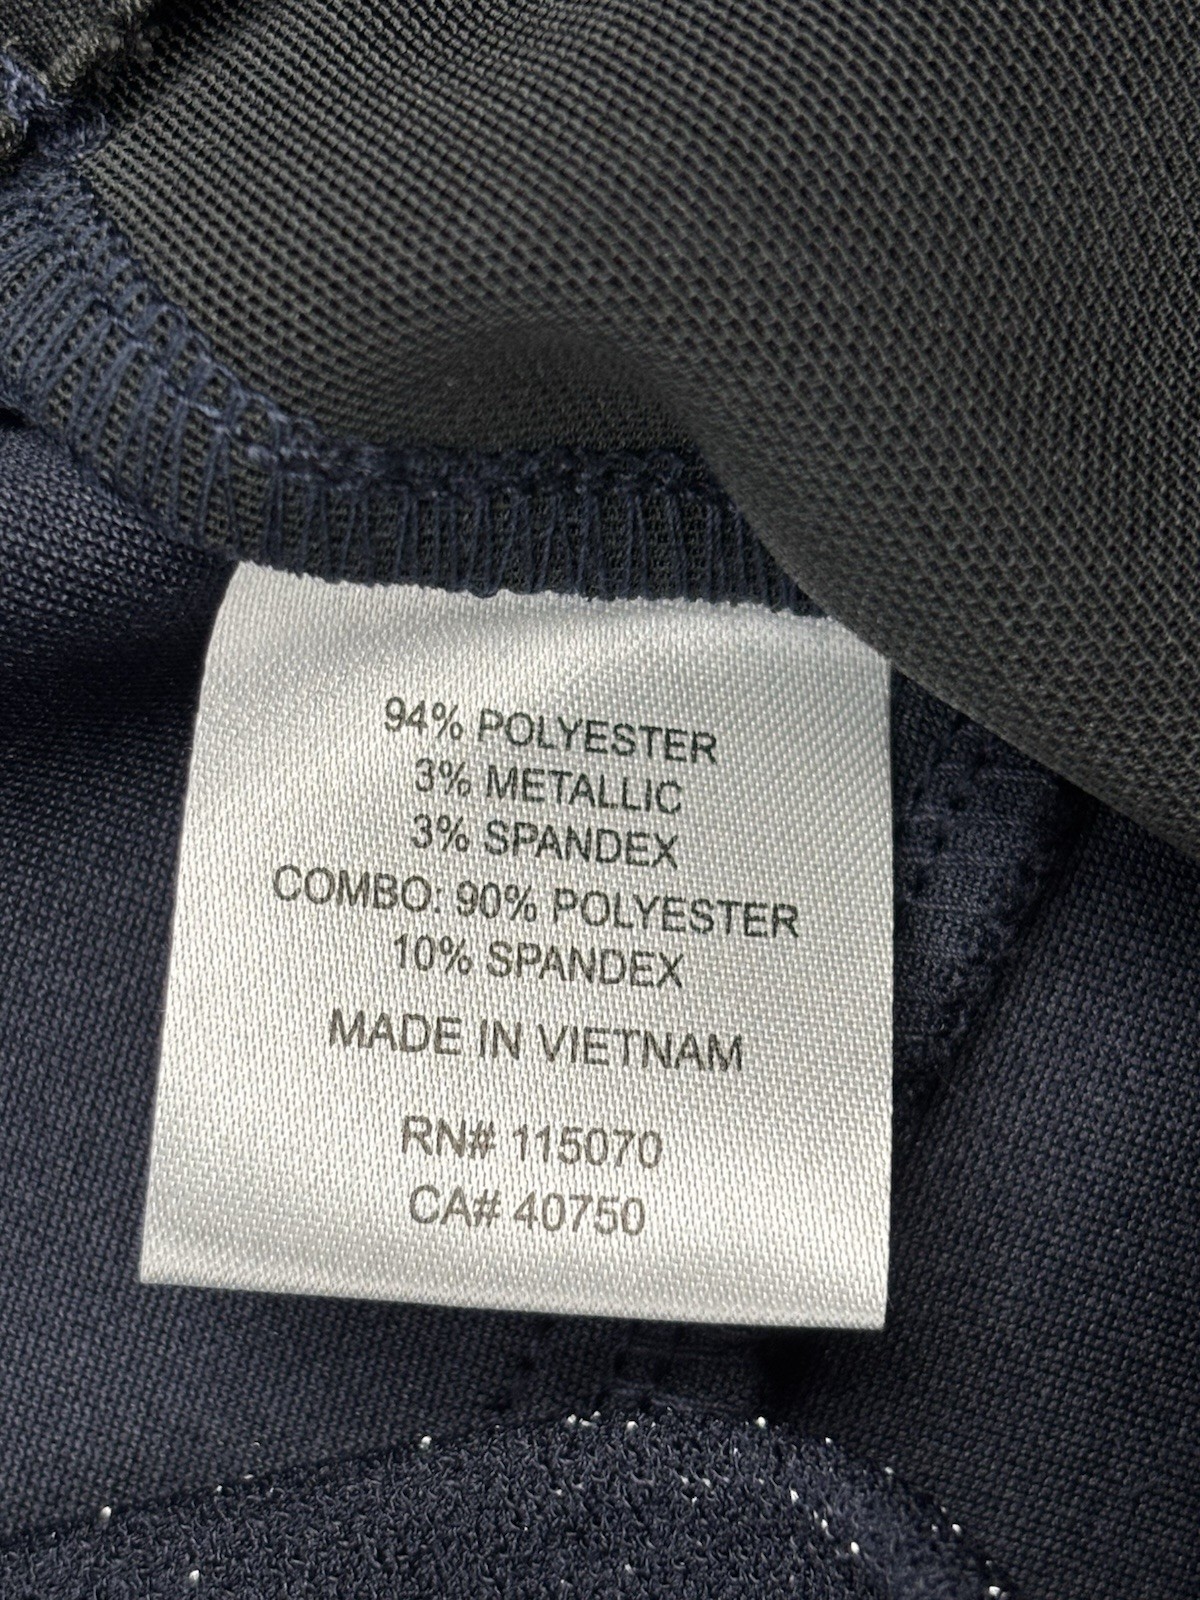 94% POLYESTER
3% METALLIC
3% SPANDEX
COMBO: 90% POLYESTER
10% SPANDEX
MADE IN VIETNAM
RN# 115070
CA# 40750